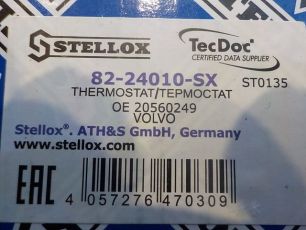 STELLOX
TecDoc
CERTIFIED DATA SUPPLIER
82-24010-SX
ST0135
THERMOSTAT/ТЕРМОСТАТ
OE 20560249
VOLVO
Stellox®. ATH&S GmbH, Germany
www.stellox.com
EAC
4 057276 470309